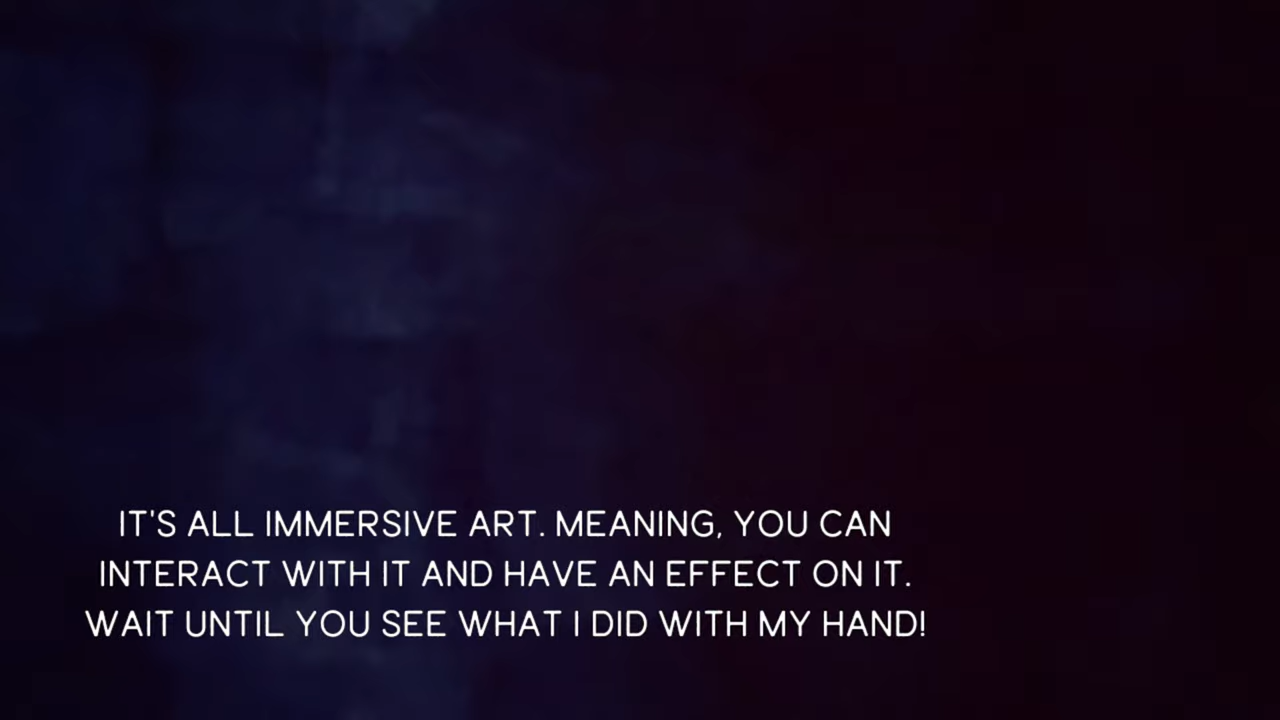 IT'S ALL IMMERSIVE ART. MEANING, YOU CAN
INTERACT WITH IT AND HAVE AN EFFECT ON IT.
WAIT UNTIL YOU SEE WHAT I DID WITH MY HAND!